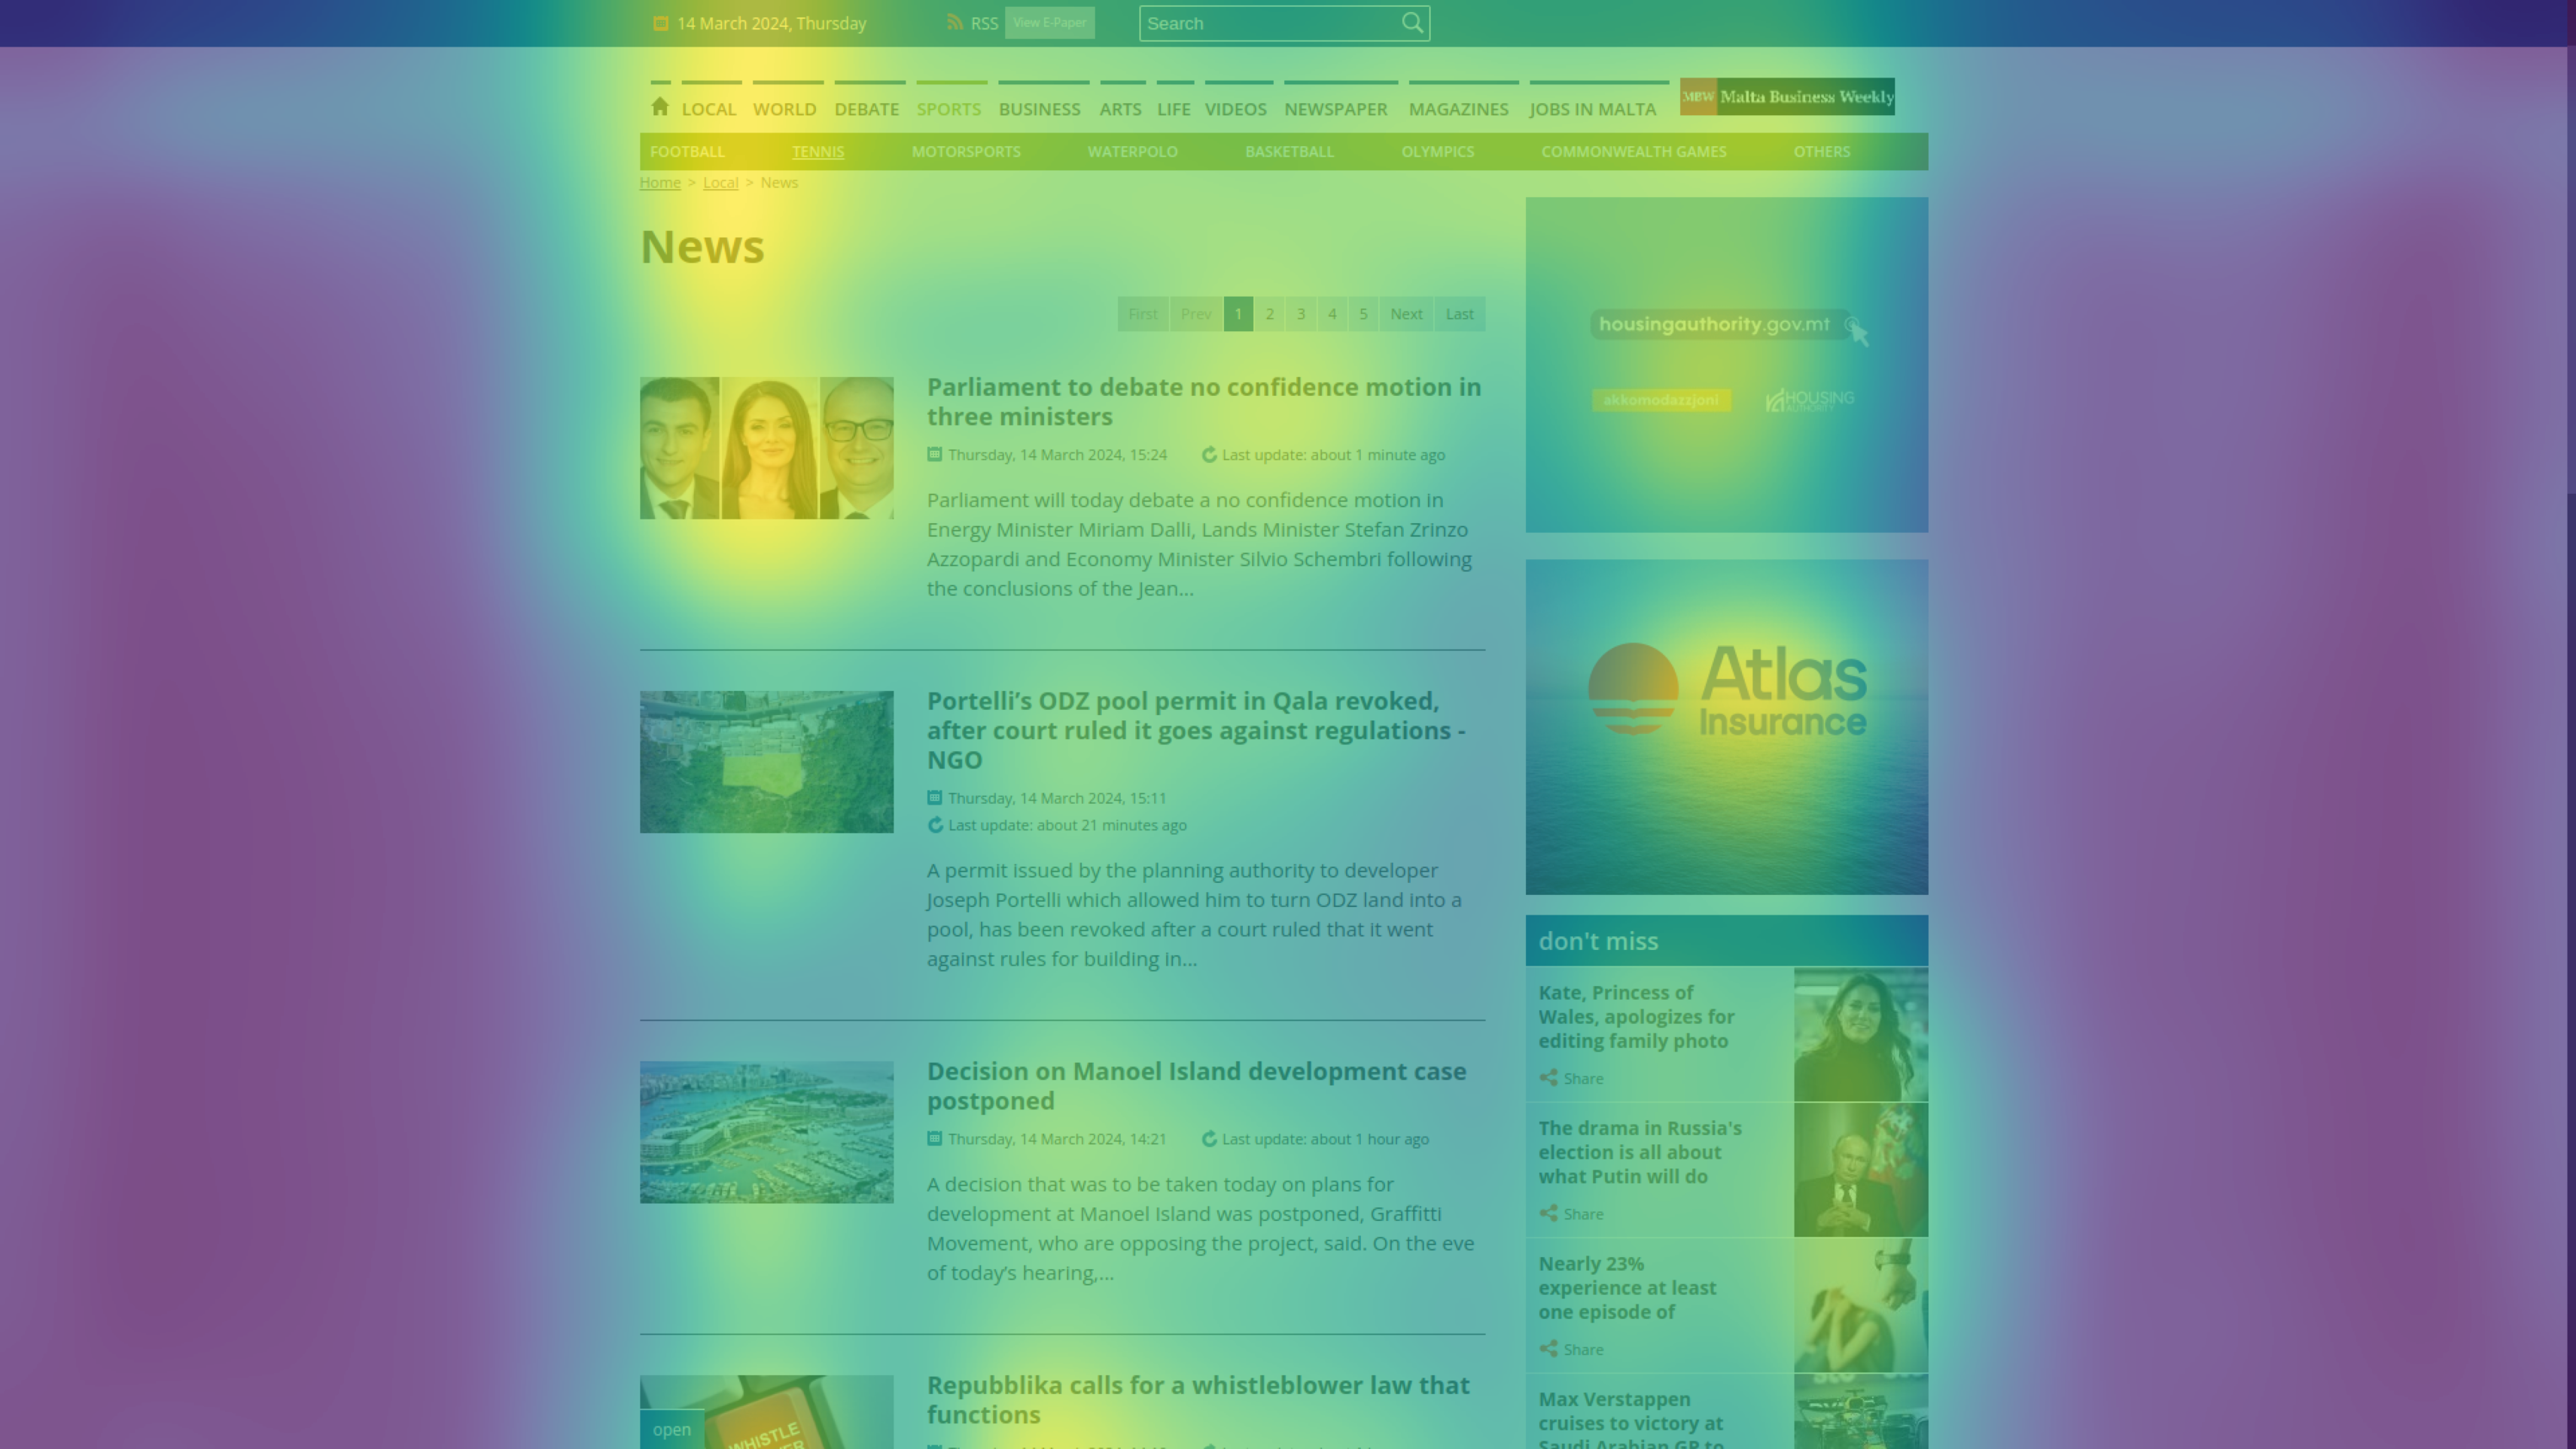 14 March 2024, Thursday
RSS
View E-Paper
Search
LOCAL WORLD DEBATE SPORTS BUSINESS ARTS LIFE VIDEOS NEWSPAPER MAGAZINES JOBS IN MALTA
MBW Malta Business Weekly
FOOTBALL TENNIS MOTORSPORTS WATERPOLO BASKETBALL OLYMPICS COMMONWEALTH GAMES OTHERS
Home > Local > News
News
First Prev 1 2 3 4 5 Next Last
Parliament to debate no confidence motion in
three ministers
Thursday, 14 March 2024, 15:24 Last update: about 1 minute ago
Parliament will today debate a no confidence motion in
Energy Minister Miriam Dalli, Lands Minister Stefan Zrinzo
Azzopardi and Economy Minister Silvio Schembri following
the conclusions of the Jean...
Portelli’s ODZ pool permit in Qala revoked,
after court ruled it goes against regulations -
NGO
Thursday, 14 March 2024, 15:11
Last update: about 21 minutes ago
A permit issued by the planning authority to developer
Joseph Portelli which allowed him to turn ODZ land into a
pool, has been revoked after a court ruled that it went
against rules for building in...
Decision on Manoel Island development case
postponed
Thursday, 14 March 2024, 14:21 Last update: about 1 hour ago
A decision that was to be taken today on plans for
development at Manoel Island was postponed, Graffitti
Movement, who are opposing the project, said. On the eve
of today’s hearing,...
open
WHISTLE
Repubblika calls for a whistleblower law that
functions
housingauthority.gov.mt
akkomodazzjoni
HOUSING
AUTHORITY
Atlas
Insurance
don't miss
Kate, Princess of
Wales, apologizes for
editing family photo
Share
The drama in Russia's
election is all about
what Putin will do
Share
Nearly 23%
experience at least
one episode of
Share
Max Verstappen
cruises to victory at
Saudi Arabian GP to